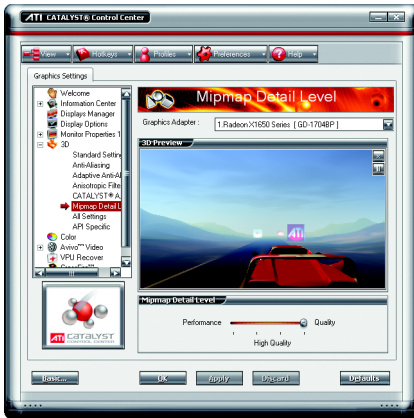 ATI CATALYST® Control Center
View Hotkeys Profiles Preferences Help
Graphics Settings
Welcome
Information Center
Displays Manager
Display Options
Monitor Properties 1
3D
Standard Settin
Anti-Aliasing
Adaptive Anti-Al
Anisotropic Filte
CATALYST® A.
Mipmap Detail L
All Settings
API Specific
Color
Avivo™ Video
VPU Recover
Mipmap Detail Level
Graphics Adapter :
1.Radeon X1650 Series [ GD-1704BP ]
3D Preview
ATI
Mipmap Detail Level
Performance Quality
High Quality
ATI CATALYST
CONTROL CENTER
Basic... OK Apply Discard Defaults